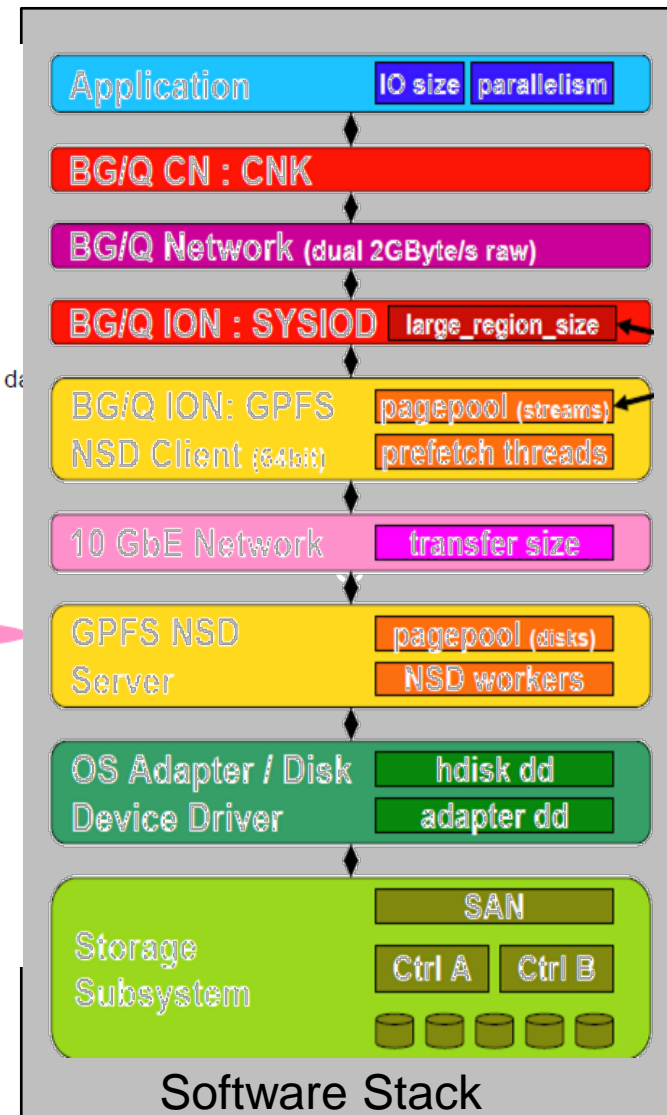 Application IO size parallelism
BG/Q CN : CNK
BG/Q Network (dual 2GByte/s raw)
BG/Q ION : SYSIOD large_region_size
da
BG/Q ION: GPFS pagepool (streams)
NSD Client (64bit) prefetch threads
10 GbE Network transfer size
GPFS NSD pagepool (disks)
Server NSD workers
OS Adapter / Disk hdisk dd
Device Driver adapter dd
SAN
Storage
Subsystem
Ctrl A Ctrl B
Software Stack